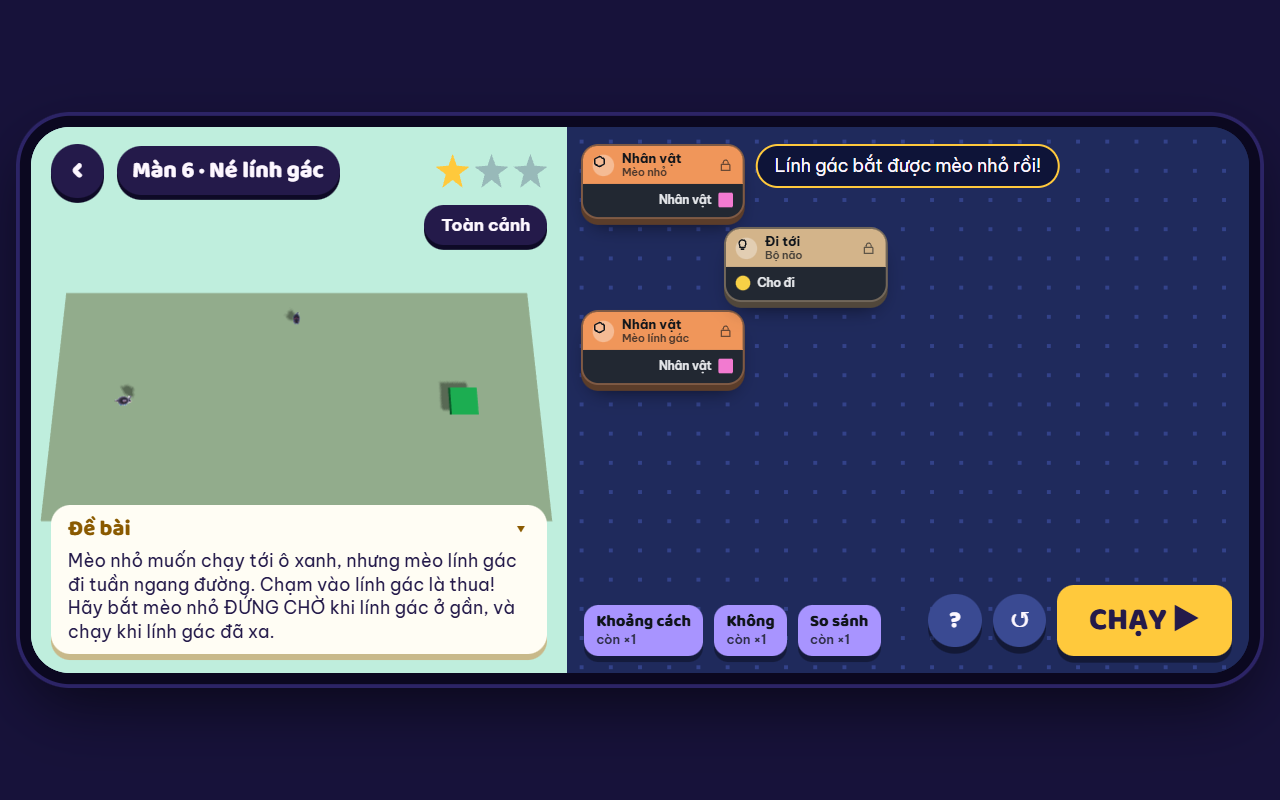 Màn 6 · Né lính gác
Toàn cảnh
Đề bài
Mèo nhỏ muốn chạy tới ô xanh, nhưng mèo lính gác
đi tuần ngang đường. Chạm vào lính gác là thua!
Hãy bắt mèo nhỏ ĐỨNG CHỜ khi lính gác ở gần, và
chạy khi lính gác đã xa.
Nhân vật
Mèo nhỏ
Nhân vật
Lính gác bắt được mèo nhỏ rồi!
Đi tới
Bộ não
Cho đi
Nhân vật
Mèo lính gác
Nhân vật
Khoảng cách
còn ×1
Không
còn ×1
So sánh
còn ×1
?
CHẠY